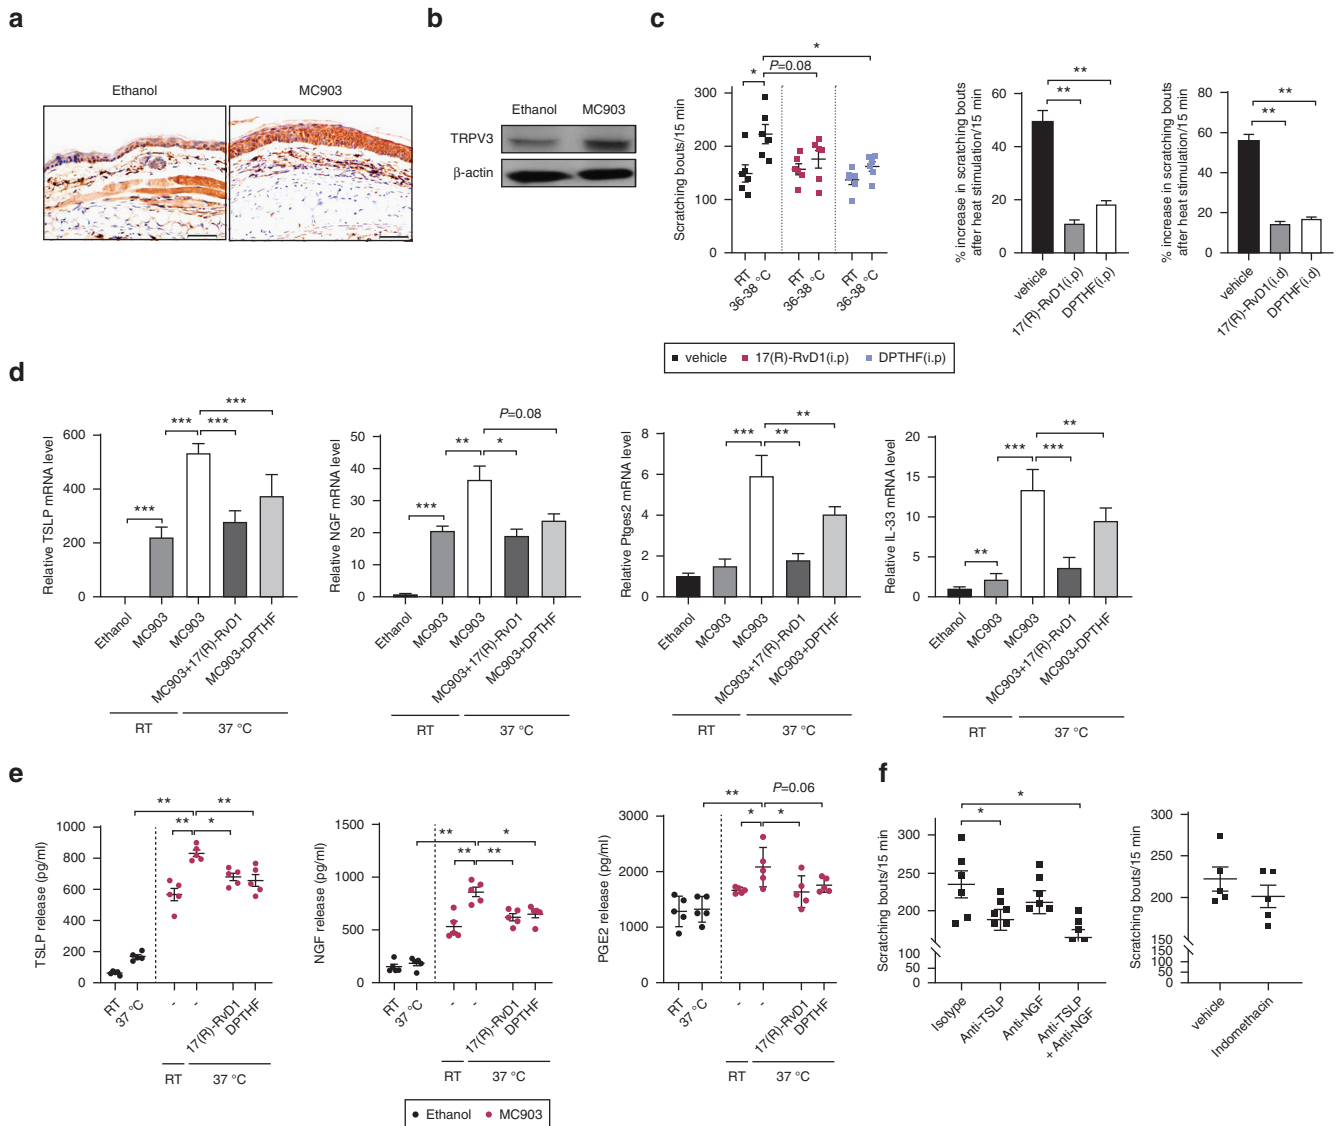 a
Ethanol
MC903
b
Ethanol
MC903
TRPV3
β-actin
c
Scratching bouts/15 min
300
200
100
0
*
P=0.08
*
RT
36-38 °C
RT
36-38 °C
RT
36-38 °C
vehicle
17(R)-RvD1(i.p)
DPTHF(i.p)
% increase in scratching bouts
after heat stimulation/15 min
60
40
20
0
**
**
vehicle
17(R)-RvD1(i.p)
DPTHF(i.p)
% increase in scratching bouts
after heat stimulation/15 min
80
60
40
20
0
**
**
vehicle
17(R)-RvD1(i.d)
DPTHF(i.d)
d
Relative TSLP mRNA level
600
400
200
0
***
***
***
***
Ethanol
MC903
MC903
MC903+17(R)-RvD1
MC903+DPTHF
RT
37 °C
Relative NGF mRNA level
50
40
30
20
10
0
***
**
*
P=0.08
Ethanol
MC903
MC903
MC903+17(R)-RvD1
MC903+DPTHF
RT
37 °C
Relative Ptges2 mRNA level
8
6
4
2
0
***
**
**
Ethanol
MC903
MC903
MC903+17(R)-RvD1
MC903+DPTHF
RT
37 °C
Relative IL-33 mRNA level
20
15
10
5
0
**
***
***
**
Ethanol
MC903
MC903
MC903+17(R)-RvD1
MC903+DPTHF
RT
37 °C
e
TSLP release (pg/ml)
1000
800
600
400
200
0
**
**
**
*
RT
37 °C
-
-
17(R)-RvD1
DPTHF
RT
37 °C
NGF release (pg/ml)
1500
1000
500
0
**
*
**
**
RT
37 °C
-
-
17(R)-RvD1
DPTHF
RT
37 °C
PGE2 release (pg/ml)
3000
2000
1000
0
**
P=0.06
*
*
RT
37 °C
-
-
17(R)-RvD1
DPTHF
RT
37 °C
Ethanol
MC903
f
Scratching bouts/15 min
300
250
200
150
100
50
0
*
*
Isotype
Anti-TSLP
Anti-NGF
Anti-TSLP
+ Anti-NGF
Scratching bouts/15 min
300
250
200
150
150
100
50
0
vehicle
Indomethacin